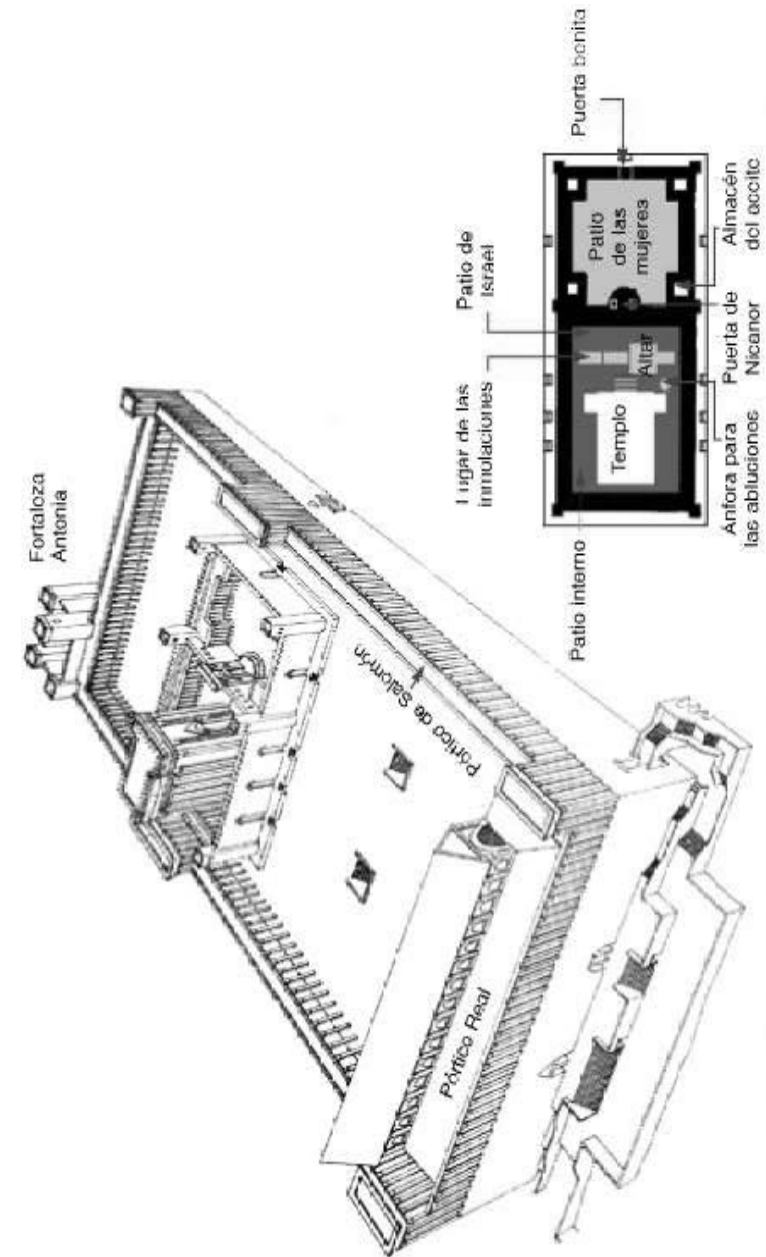 Fortaleza
Antonia
Pórtico de Salomón
Pórtico Real
Lugar de las
inmolaciones
Patio de
Israel
Patio interno
Templo
Altar
Patio
de las
mujeres
Puerta bonita
Anfora para
las abluciones
Puerta de
Nicanor
Almacén
del aceite